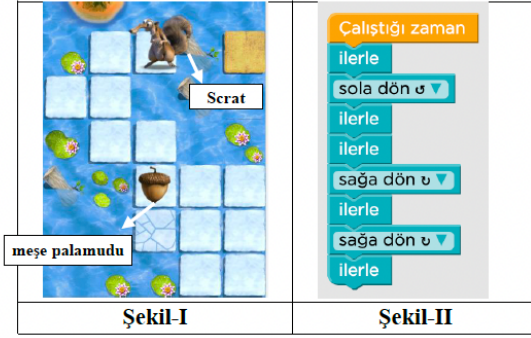 Scrat
meşe palamudu
Şekil-I
Çalıştığı zaman
ilerle
sola dön ↺ ▼
ilerle
ilerle
sağa dön ↻ ▼
ilerle
sağa dön ↻ ▼
ilerle
Şekil-II